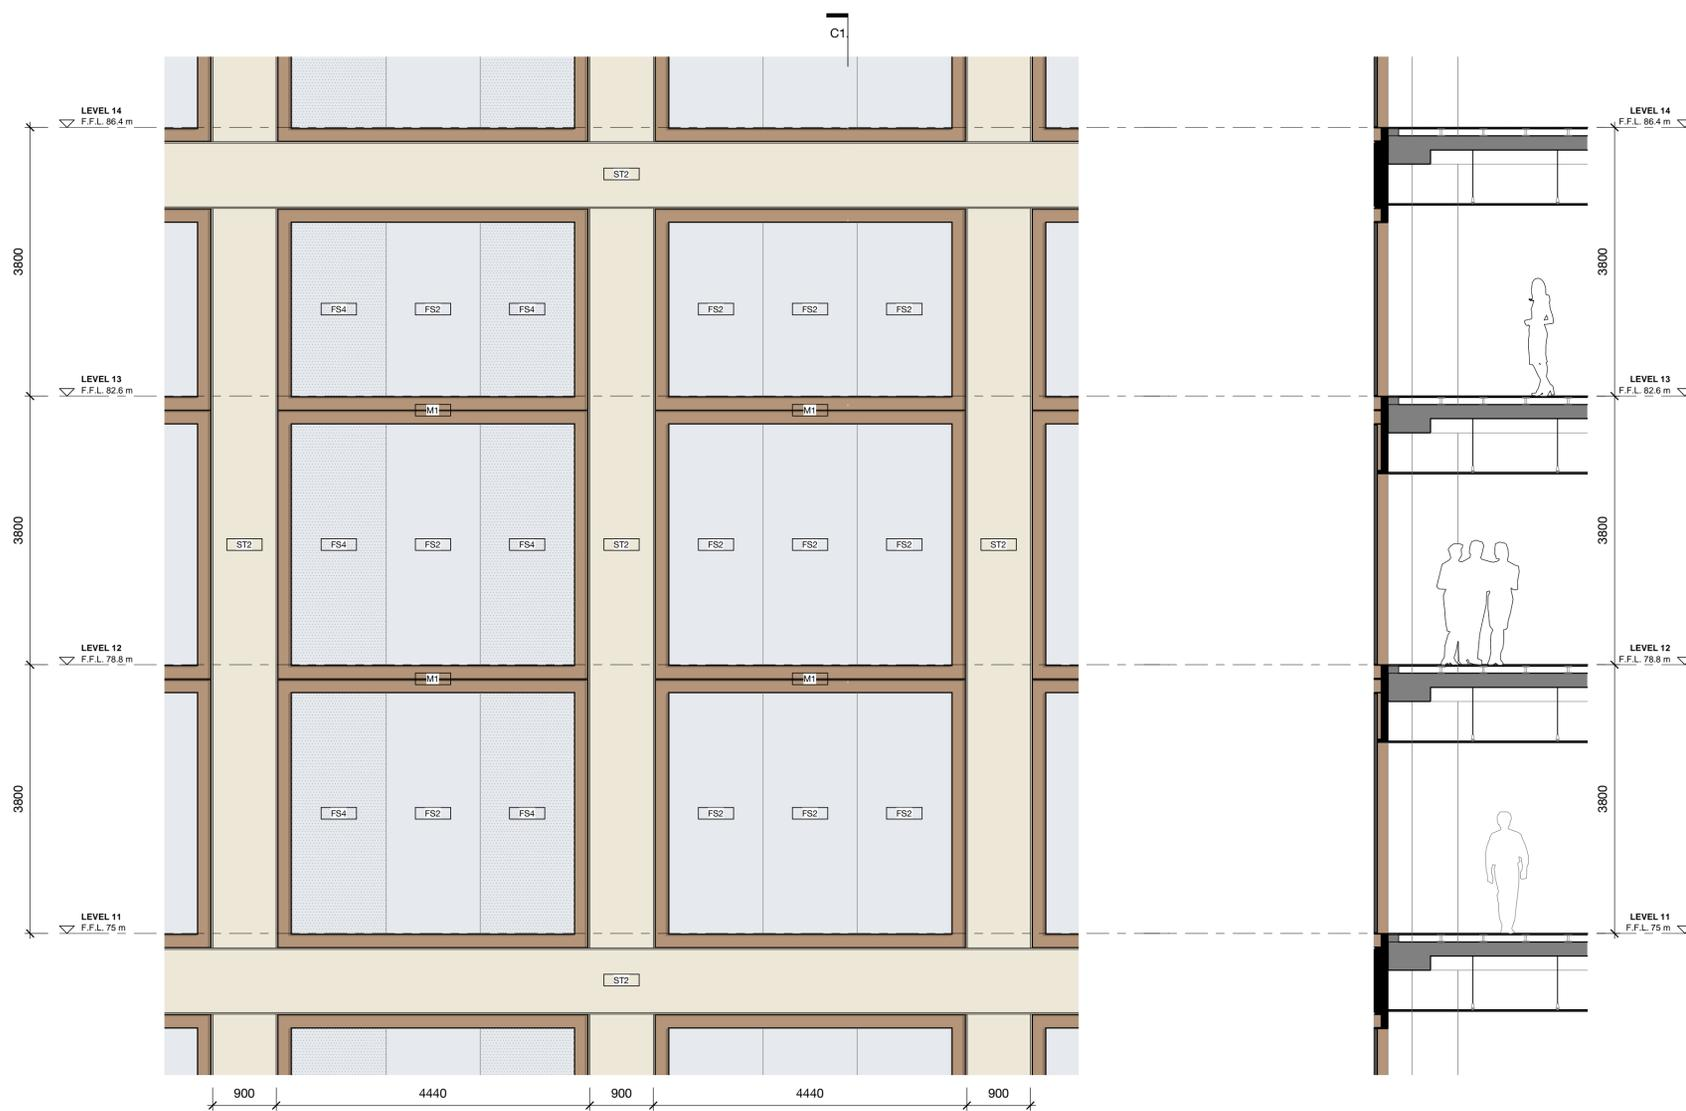 C1
LEVEL 14
F.F.L. 86.4 m
LEVEL 14
F.F.L. 86.4 m
ST2
3800
3800
FS4
FS2
FS4
FS2
FS2
FS2
LEVEL 13
F.F.L. 82.6 m
LEVEL 13
F.F.L. 82.6 m
M1
M1
3800
3800
ST2
FS4
FS2
FS4
ST2
FS2
FS2
FS2
ST2
LEVEL 12
F.F.L. 78.8 m
LEVEL 12
F.F.L. 78.8 m
M1
M1
3800
3800
FS4
FS2
FS4
FS2
FS2
FS2
LEVEL 11
F.F.L. 75 m
LEVEL 11
F.F.L. 75 m
ST2
900
4440
900
4440
900